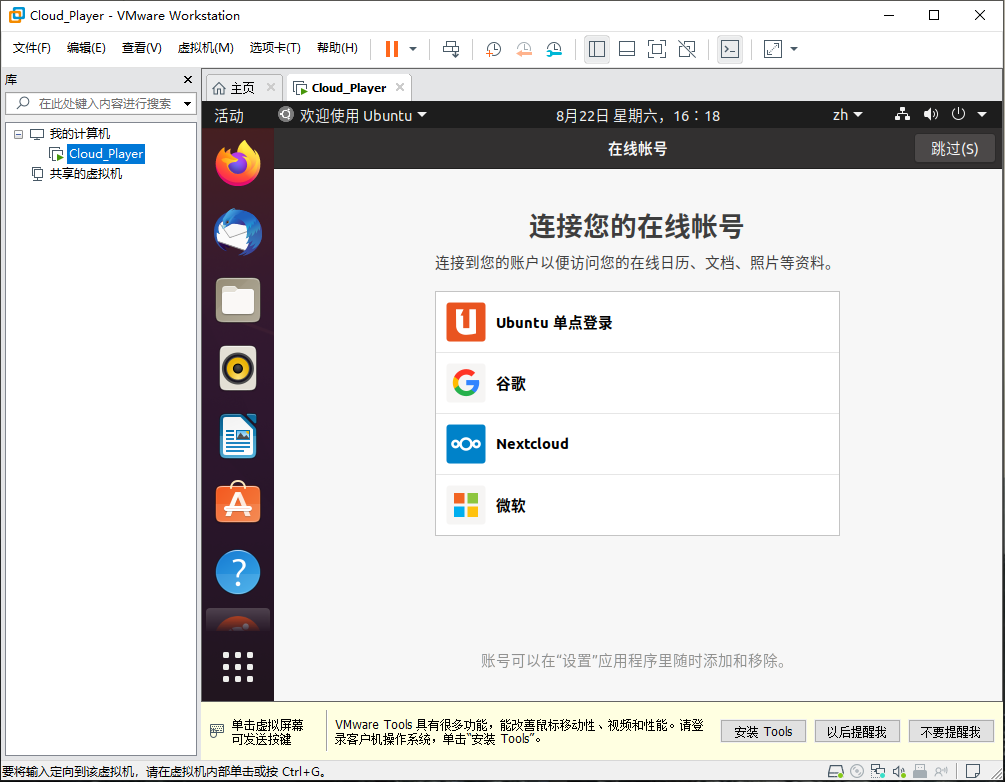 Cloud_Player - VMware Workstation
文件(F) 编辑(E) 查看(V) 虚拟机(M) 选项卡(T) 帮助(H)
库
主页
Cloud_Player
在此处键入内容进行搜索
我的计算机
Cloud_Player
共享的虚拟机
活动
欢迎使用 Ubuntu
8月22日 星期六，16：18
zh
在线帐号
跳过(S)
连接您的在线帐号
连接到您的账户以便访问您的在线日历、文档、照片等资料。
Ubuntu 单点登录
谷歌
Nextcloud
微软
账号可以在“设置”应用程序里随时添加和移除。
单击虚拟屏幕
可发送按键
VMware Tools 具有很多功能，能改善鼠标移动性、视频和性能。请登
录客户机操作系统，单击“安装 Tools”。
安装 Tools
以后提醒我
不要提醒我
要将输入定向到该虚拟机，请在虚拟机内部单击或按 Ctrl+G。